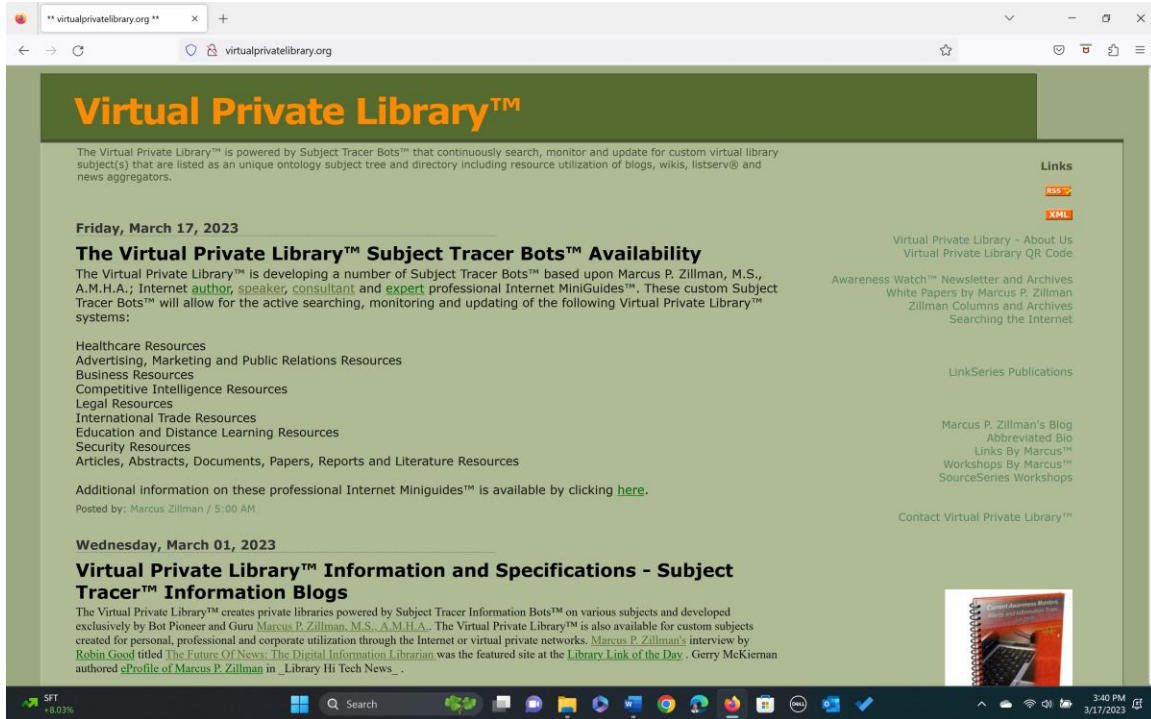 ** virtualprivatelibrary.org **
virtualprivatelibrary.org
Virtual Private Library™
The Virtual Private Library™ is powered by Subject Tracer Bots™ that continuously search, monitor and update for custom virtual library
subject(s) that are listed as an unique ontology subject tree and directory including resource utilization of blogs, wikis, listserv® and
news aggregators.
Links
RSS
XML
Virtual Private Library - About Us
Virtual Private Library QR Code
Awareness Watch™ Newsletter and Archives
White Papers by Marcus P. Zillman
Zillman Columns and Archives
Searching the Internet
LinkSeries Publications
Marcus P. Zillman's Blog
Abbreviated Bio
Links By Marcus™
Workshops By Marcus™
SourceSeries Workshops
Contact Virtual Private Library™
Friday, March 17, 2023
The Virtual Private Library™ Subject Tracer Bots™ Availability
The Virtual Private Library™ is developing a number of Subject Tracer Bots™ based upon Marcus P. Zillman, M.S.,
A.M.H.A.; Internet author, speaker, consultant and expert professional Internet MiniGuides™. These custom Subject
Tracer Bots™ will allow for the active searching, monitoring and updating of the following Virtual Private Library™
systems:
Healthcare Resources
Advertising, Marketing and Public Relations Resources
Business Resources
Competitive Intelligence Resources
Legal Resources
International Trade Resources
Education and Distance Learning Resources
Security Resources
Articles, Abstracts, Documents, Papers, Reports and Literature Resources
Additional information on these professional Internet Miniguides™ is available by clicking here.
Posted by: Marcus Zillman / 5:00 AM
Wednesday, March 01, 2023
Virtual Private Library™ Information and Specifications - Subject
Tracer™ Information Blogs
The Virtual Private Library™ creates private libraries powered by Subject Tracer Information Bots™ on various subjects and developed
exclusively by Bot Pioneer and Guru Marcus P. Zillman, M.S., A.M.H.A.. The Virtual Private Library™ is also available for custom subjects
created for personal, professional and corporate utilization through the Internet or virtual private networks. Marcus P. Zillman's interview by
Robin Good titled The Future Of News: The Digital Information Librarian was the featured site at the Library Link of the Day . Gerry McKiernan
authored eProfile of Marcus P. Zillman in _Library Hi Tech News_ .
SFT
+8.03%
Search
DELL
3:40 PM
3/17/2023